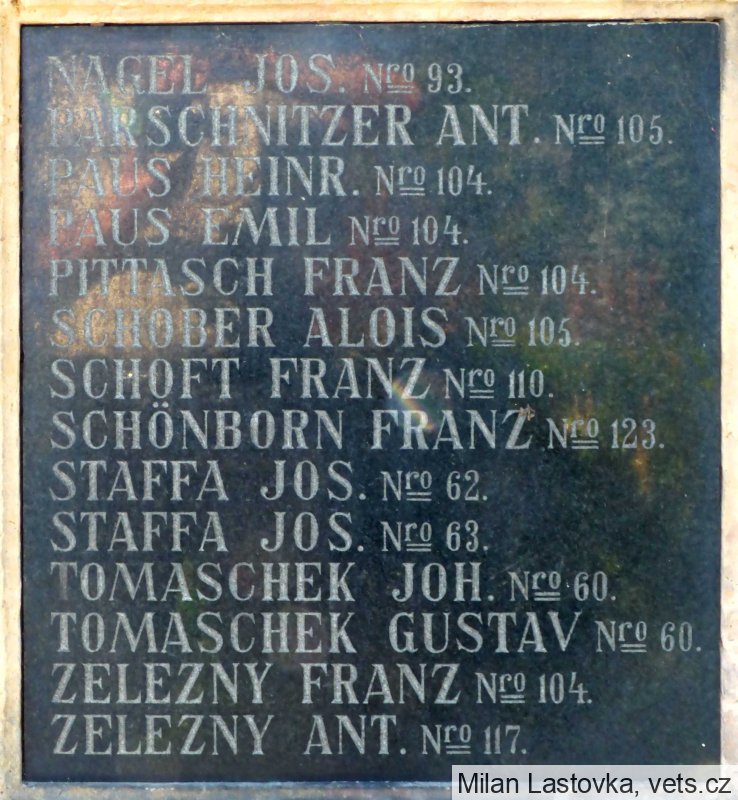 NAGEL JOS. Nro 93.
PARSCHNITZER ANT. Nro 105.
PAUS HEINR. Nro 104.
PAUS EMIL Nro 104.
PITTASCH FRANZ Nro 104.
SCHOBER ALOIS Nro 105.
SCHOFT FRANZ Nro 110.
SCHÖNBORN FRANZ Nro 123.
STAFFA JOS. Nro 62.
STAFFA JOS. Nro 63.
TOMASCHEK JOH. Nro 60.
TOMASCHEK GUSTAV Nro 60.
ZELEZNY FRANZ Nro 104.
ZELEZNY ANT. Nro 117.
Milan Lastovka, vets.cz